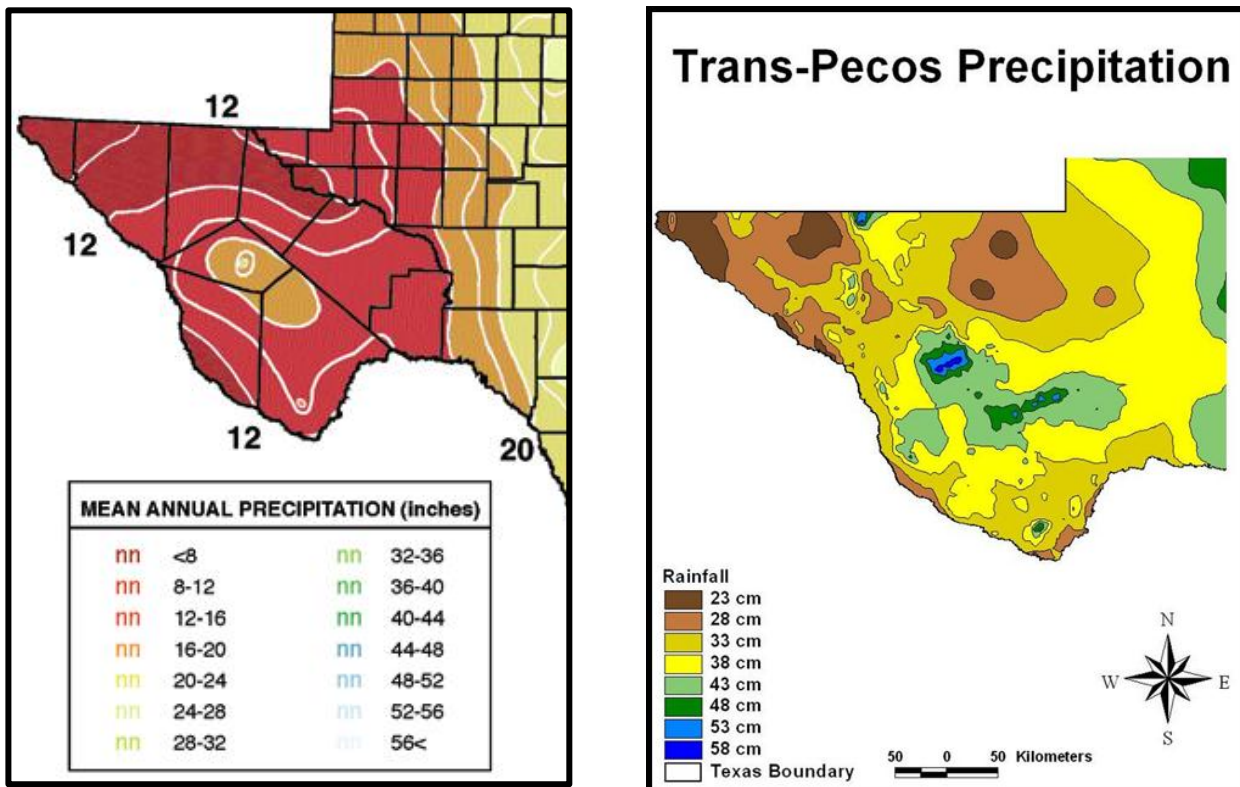 12
12
12
20
MEAN ANNUAL PRECIPITATION (inches)
nn <8
nn 8-12
nn 12-16
nn 16-20
nn 20-24
nn 24-28
nn 28-32
nn 32-36
nn 36-40
nn 40-44
nn 44-48
nn 48-52
nn 52-56
nn 56<
Trans-Pecos Precipitation
Rainfall
23 cm
28 cm
33 cm
38 cm
43 cm
48 cm
53 cm
58 cm
Texas Boundary
50 0 50 Kilometers
N
W E
S